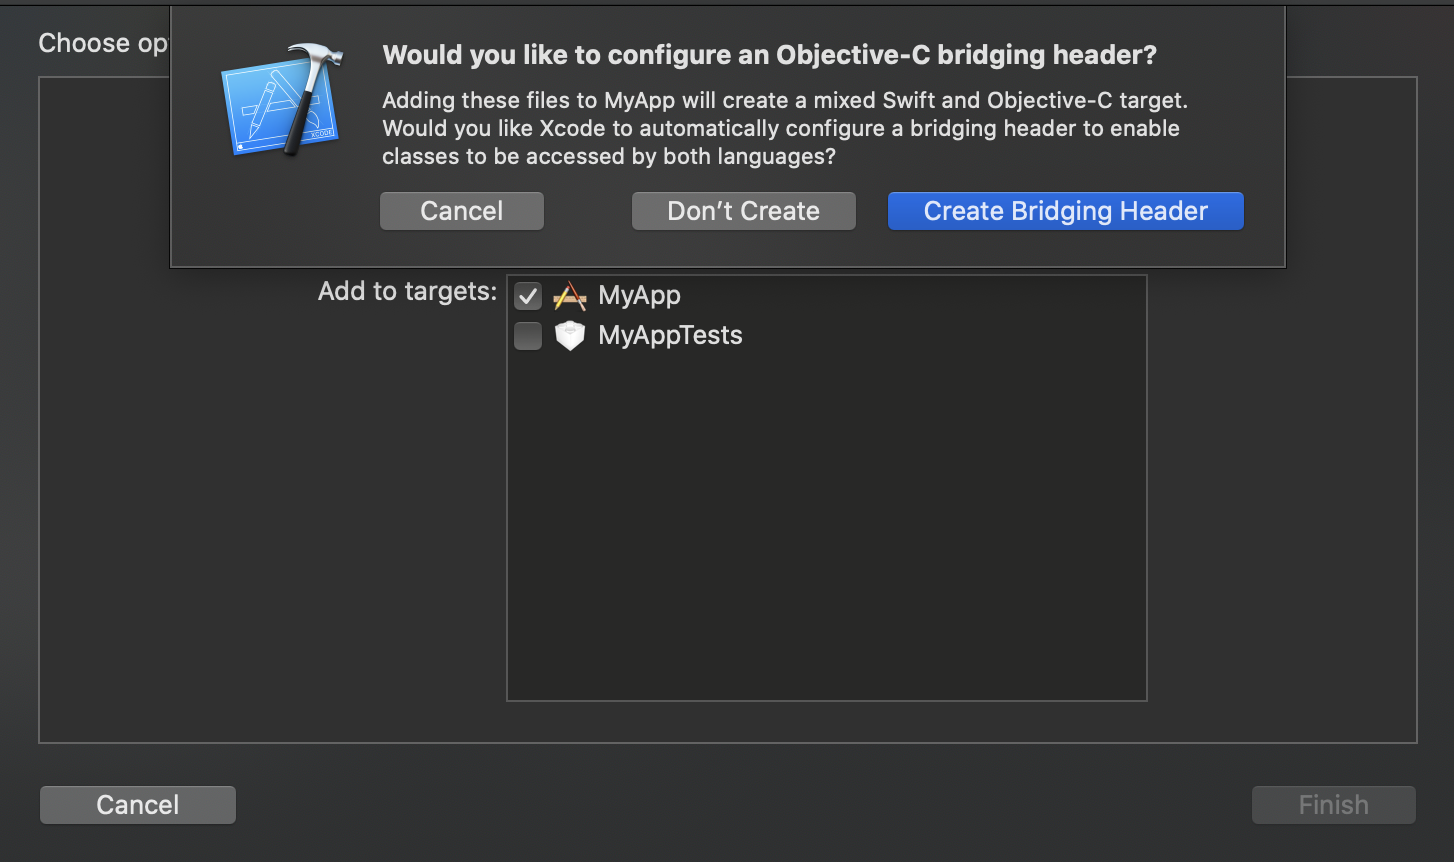 Choose op
Would you like to configure an Objective-C bridging header?
Adding these files to MyApp will create a mixed Swift and Objective-C target.
Would you like Xcode to automatically configure a bridging header to enable
classes to be accessed by both languages?
XCODE
Cancel
Don’t Create
Create Bridging Header
Add to targets:
MyApp
MyAppTests
Cancel
Finish